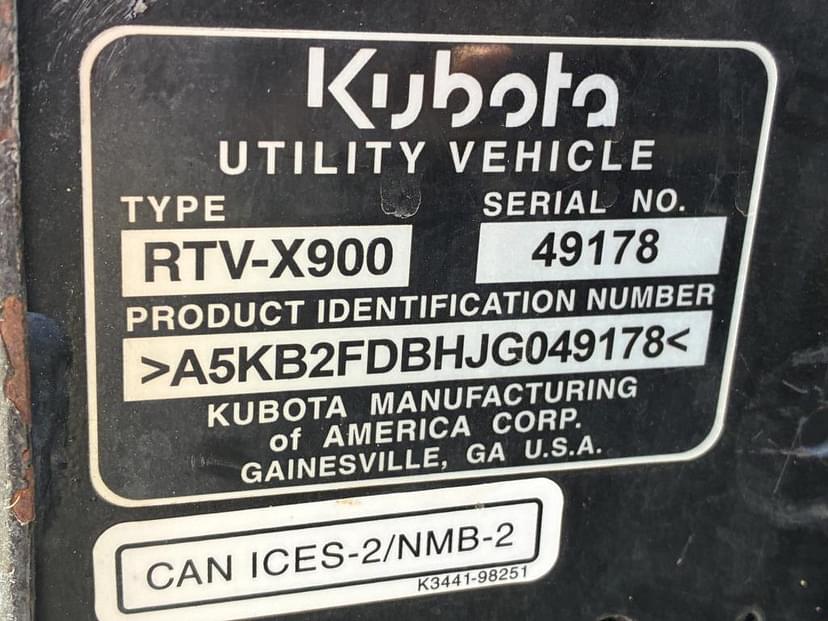 Kubota
UTILITY VEHICLE
TYPE SERIAL NO.
RTV-X900 49178
PRODUCT IDENTIFICATION NUMBER
>A5KB2FDBHJG049178<
KUBOTA MANUFACTURING
of AMERICA CORP.
GAINESVILLE, GA U.S.A.
CAN ICES-2/NMB-2
K3441-98251